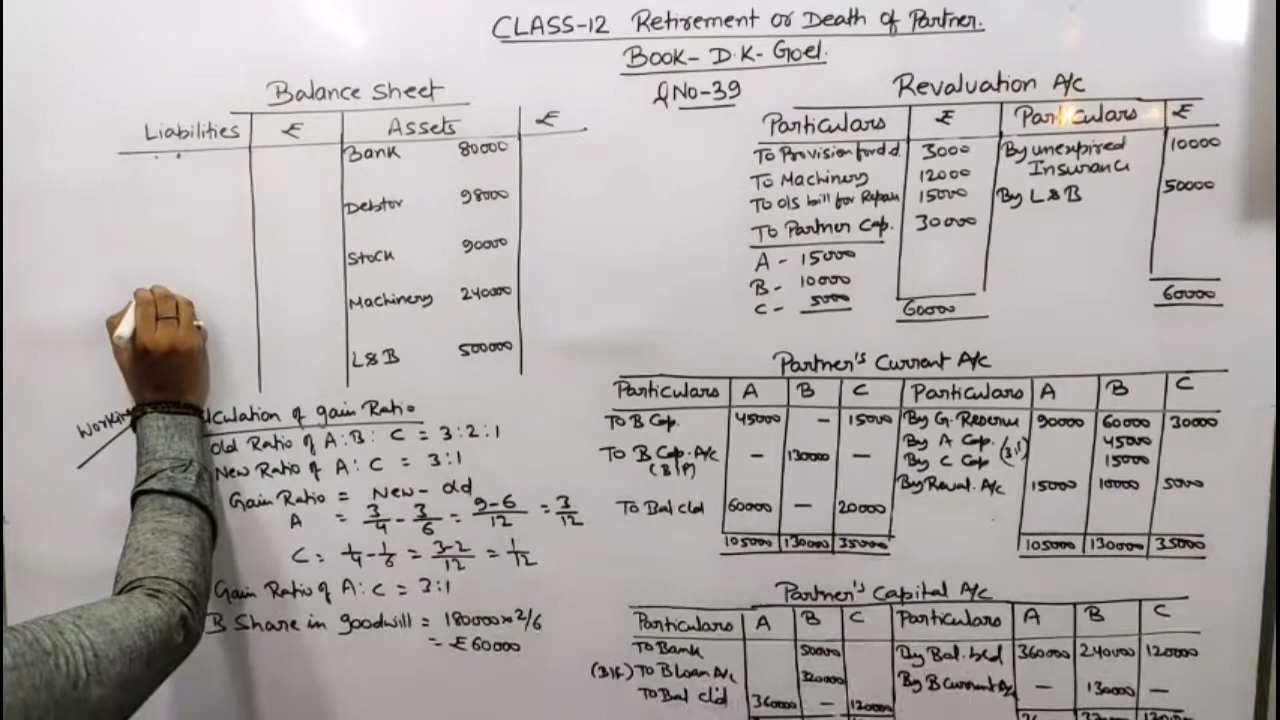 CLASS-12 Retirement or Death of Partner.
Book- D.K- Goel.
QNo-39
Balance Sheet
Liabilities ₹ Assets ₹
Bank 80000
Debtor 98000
Stock 90000
Machinery 240000
L&B 500000
Revaluation A/c
Particulars ₹ Particulars ₹
To Provision for d.d 3000 By unexpired 10000
Insurance
To Machinery 12000
To o/s bill for Repair 15000 By L&B 50000
To Partner Cap. 30000
A - 15000
B - 10000
C - 5000
60000 60000
Partner's Current A/c
Particulars A B C Particulars A B C
To B Cap. 45000 - 15000 By G. Reserve 90000 60000 30000
By A Cap. (3:1) 45000
To B Cap. A/c - 130000 - By C Cap 15000
(B/F)
By Reval. A/c 15000 10000 5000
To Bal c/d 60000 - 20000
105000 130000 35000 105000 130000 35000
Working
lculation of gain Ratio
Old Ratio of A:B: C = 3:2:1
New Ratio of A: C = 3:1
Gain Ratio = New - Old
A = 3/4 - 3/6 = 9-6/12 = 3/12
C = 1/4 - 1/6 = 3-2/12 = 1/12
Gain Ratio of A: C = 3:1
B Share in goodwill = 180000x2/6
= ₹60000
Partner's Capital A/c
Particulars A B C Particulars A B C
To Bank 50000 By Bal. b/d 360000 240000 120000
(B/F) To B Loan A/c 320000 By B Current A/c - 130000 -
To Bal c/d 360000 - 120000